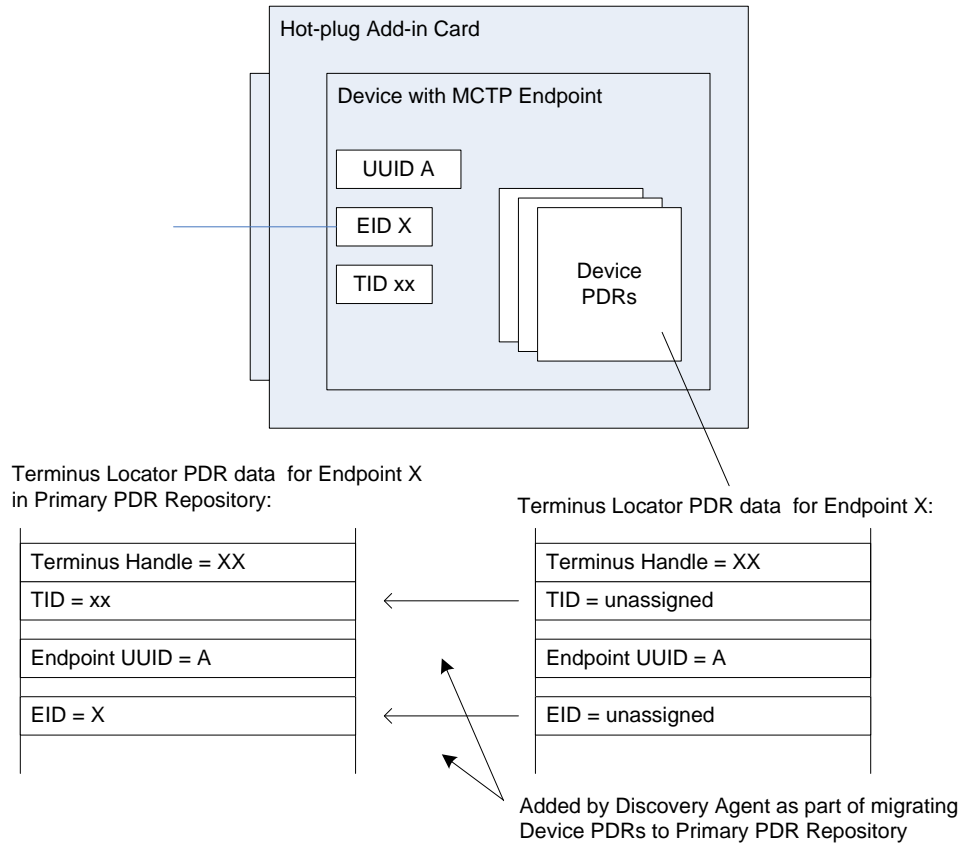 Hot-plug Add-in Card
Device with MCTP Endpoint
UUID A
EID X
TID xx
Device
PDRs
Terminus Locator PDR data for Endpoint X
in Primary PDR Repository:
Terminus Handle = XX
TID = xx
Endpoint UUID = A
EID = X
Terminus Locator PDR data for Endpoint X:
Terminus Handle = XX
TID = unassigned
Endpoint UUID = A
EID = unassigned
Added by Discovery Agent as part of migrating
Device PDRs to Primary PDR Repository